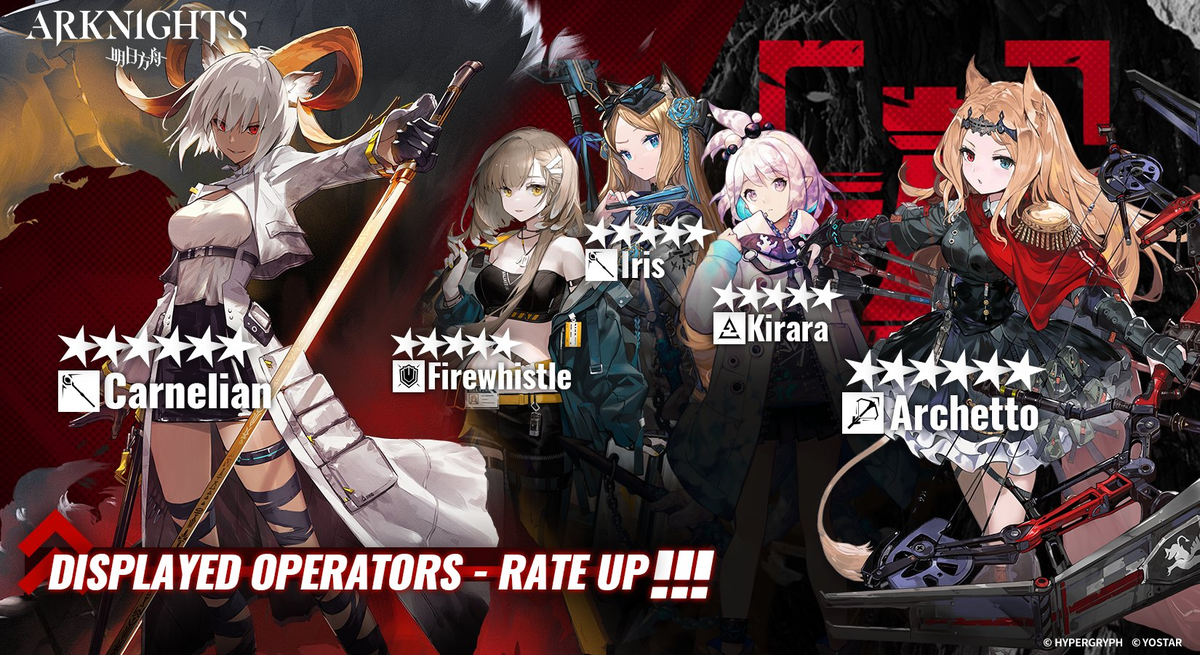 ARKNIGHTS
明日方舟
★★★★★★
Carnelian
★★★★★
Firewhistle
★★★★★
Iris
★★★★★
Kirara
★★★★★★
Archetto
DISPLAYED OPERATORS - RATE UP!!!
© HYPERGRYPH © YOSTAR